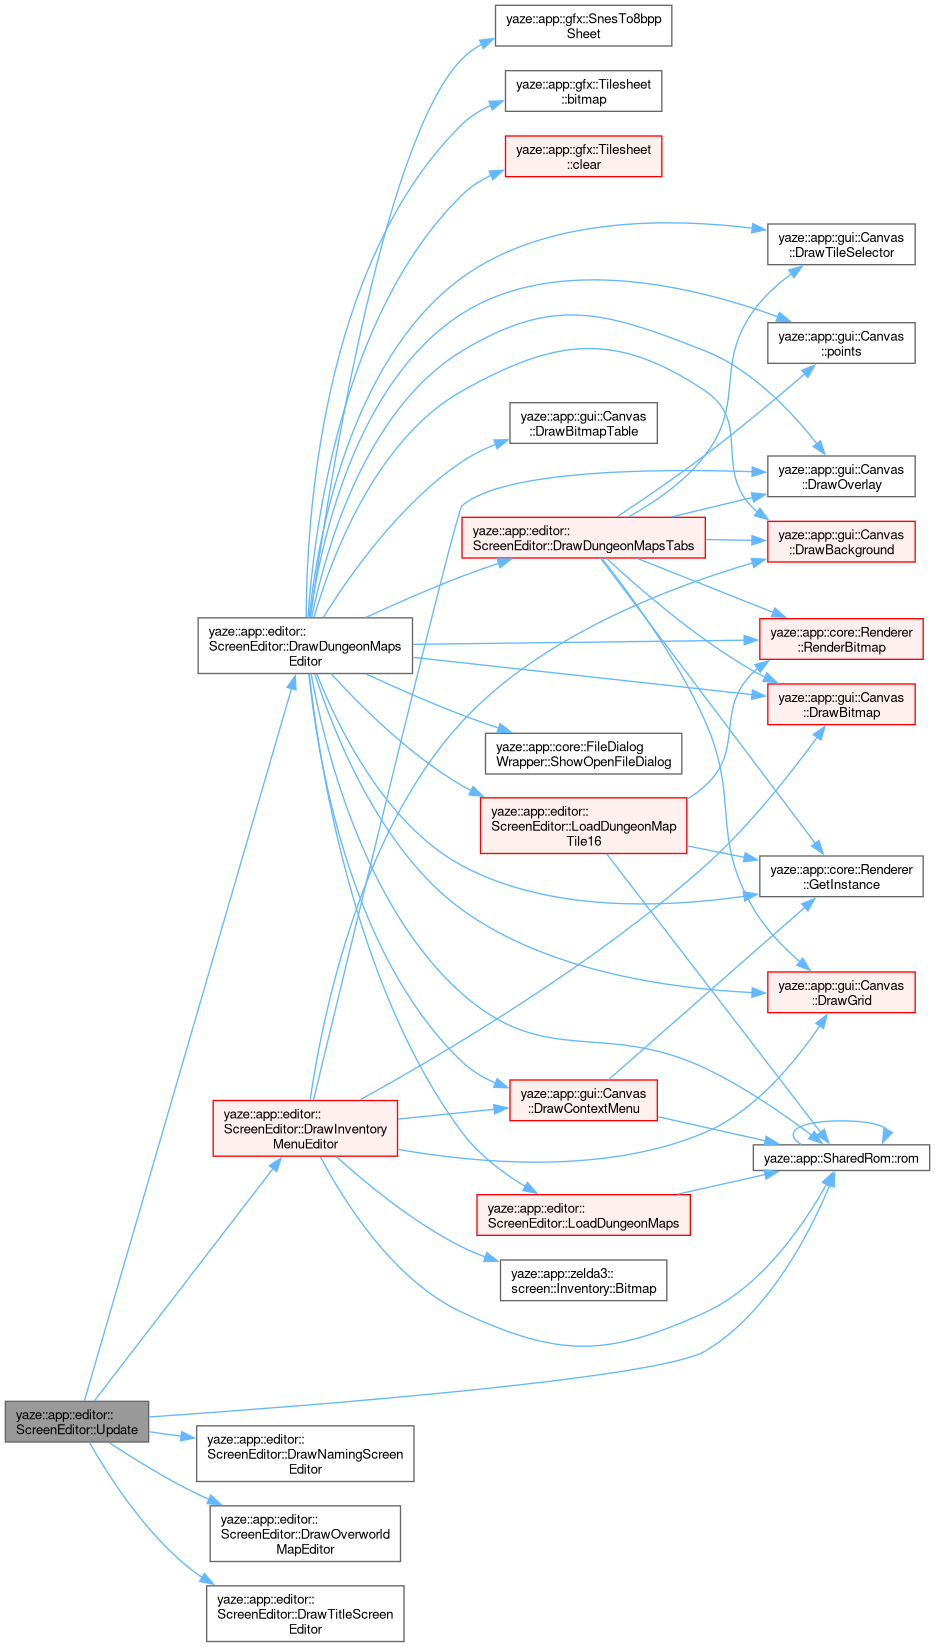 yaze::app::gfx::SnesTo8bpp
Sheet
yaze::app::gfx::Tilesheet
::bitmap
yaze::app::gfx::Tilesheet
::clear
yaze::app::gui::Canvas
::DrawTileSelector
yaze::app::gui::Canvas
::points
yaze::app::gui::Canvas
::DrawBitmapTable
yaze::app::gui::Canvas
::DrawOverlay
yaze::app::editor::
ScreenEditor::DrawDungeonMapsTabs
yaze::app::gui::Canvas
::DrawBackground
yaze::app::editor::
ScreenEditor::DrawDungeonMaps
Editor
yaze::app::core::Renderer
::RenderBitmap
yaze::app::gui::Canvas
::DrawBitmap
yaze::app::core::FileDialog
Wrapper::ShowOpenFileDialog
yaze::app::editor::
ScreenEditor::LoadDungeonMap
Tile16
yaze::app::core::Renderer
::GetInstance
yaze::app::gui::Canvas
::DrawGrid
yaze::app::gui::Canvas
::DrawContextMenu
yaze::app::editor::
ScreenEditor::DrawInventory
MenuEditor
yaze::app::SharedRom::rom
yaze::app::editor::
ScreenEditor::LoadDungeonMaps
yaze::app::zelda3::
screen::Inventory::Bitmap
yaze::app::editor::
ScreenEditor::Update
yaze::app::editor::
ScreenEditor::DrawNamingScreen
Editor
yaze::app::editor::
ScreenEditor::DrawOverworld
MapEditor
yaze::app::editor::
ScreenEditor::DrawTitleScreen
Editor